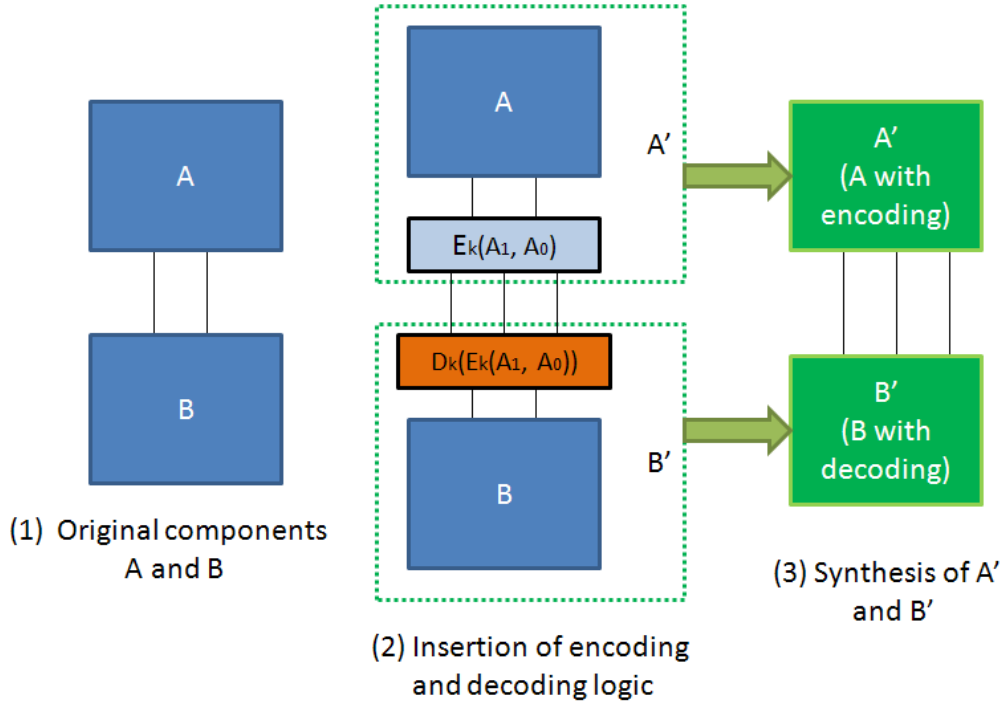 A
B
(1) Original components
A and B
A
A’
Eₖ(A₁, A₀)
Dₖ(Eₖ(A₁, A₀))
B’
B
(2) Insertion of encoding
and decoding logic
A’
(A with
encoding)
B’
(B with
decoding)
(3) Synthesis of A’
and B’